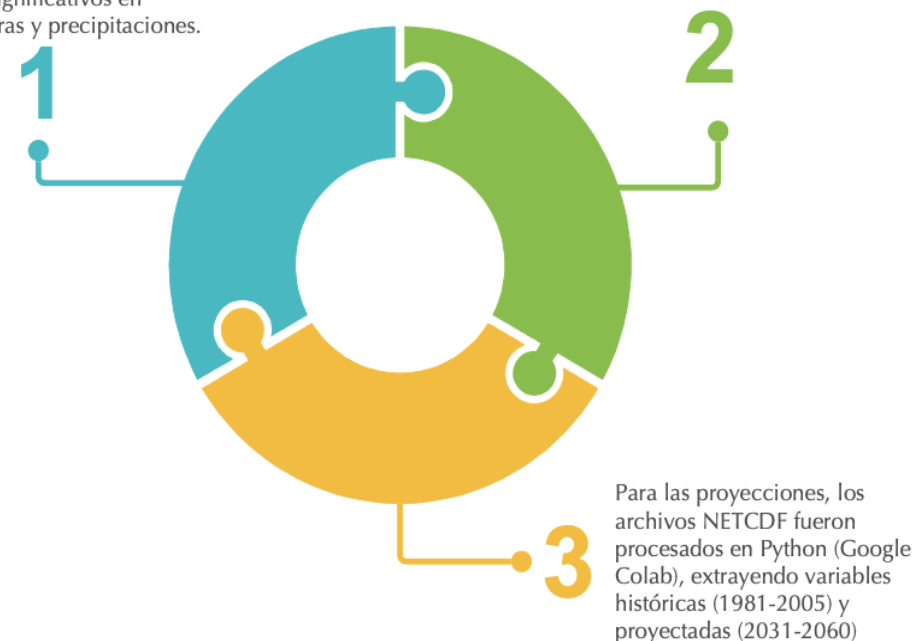 ras y precipitaciones.
1
2
3
Para las proyecciones, los
archivos NETCDF fueron
procesados en Python (Google
Colab), extrayendo variables
históricas (1981-2005) y
proyectadas (2031-2060)